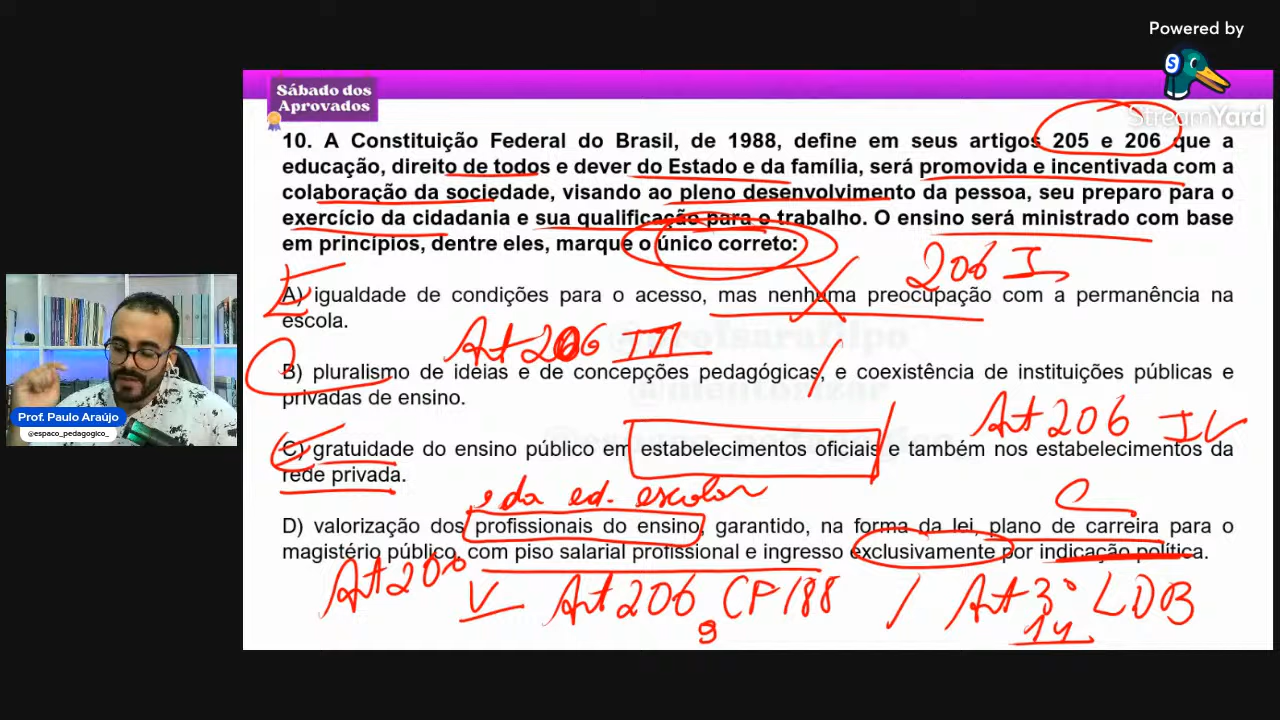 Powered by
StreamYard
Sábado dos
Aprovados
10. A Constituição Federal do Brasil, de 1988, define em seus artigos 205 e 206 que a
educação, direito de todos e dever do Estado e da família, será promovida e incentivada com a
colaboração da sociedade, visando ao pleno desenvolvimento da pessoa, seu preparo para o
exercício da cidadania e sua qualificação para o trabalho. O ensino será ministrado com base
em princípios, dentre eles, marque o único correto:
206 I
A) igualdade de condições para o acesso, mas nenhuma preocupação com a permanência na
escola.
Art 206 III
B) pluralismo de ideias e de concepções pedagógicas, e coexistência de instituições públicas e
privadas de ensino.
Art 206 IV
C) gratuidade do ensino público em estabelecimentos oficiais e também nos estabelecimentos da
rede privada.
e da ed. escolar
D) valorização dos profissionais do ensino, garantido, na forma da lei, plano de carreira para o
magistério público, com piso salarial profissional e ingresso exclusivamente por indicação política.
V Art 206 CF/88 / Art 3º LDB
9
14
Prof. Paulo Araújo
@espaco_pedagogico_